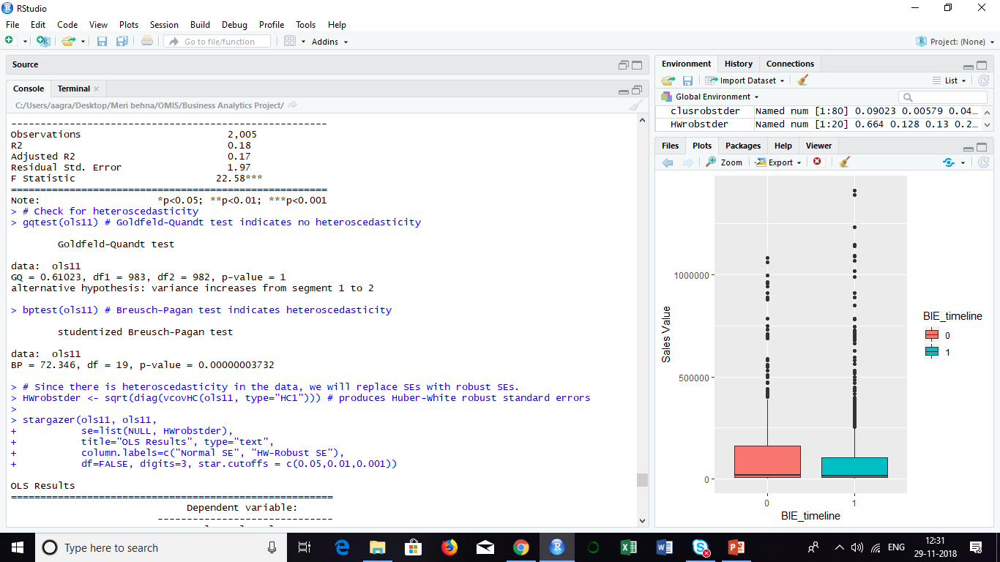 RStudio
File Edit Code View Plots Session Build Debug Profile Tools Help
Go to file/function Addins Project: (None)
Source
Console Terminal
C:/Users/aagra/Desktop/Meri behna/OMIS/Business Analytics Project/
------------------------------------------------------
Observations 2,005
R2 0.18
Adjusted R2 0.17
Residual Std. Error 1.97
F Statistic 22.58***
======================================================
Note: *p<0.05; **p<0.01; ***p<0.001
> # Check for heteroscedasticity
> gqtest(ols11) # Goldfeld-Quandt test indicates no heteroscedasticity
Goldfeld-Quandt test
data: ols11
GQ = 0.61023, df1 = 983, df2 = 982, p-value = 1
alternative hypothesis: variance increases from segment 1 to 2
> bptest(ols11) # Breusch-Pagan test indicates heteroscedasticity
studentized Breusch-Pagan test
data: ols11
BP = 72.346, df = 19, p-value = 0.00000003732
> # Since there is heteroscedasticity in the data, we will replace SEs with robust SEs.
> HWrobstder <- sqrt(diag(vcovHC(ols11, type="HC1"))) # produces Huber-White robust standard errors
>
> stargazer(ols11, ols11,
+ se=list(NULL, HWrobstder),
+ title="OLS Results", type="text",
+ column.labels=c("Normal SE", "HW-Robust SE"),
+ df=FALSE, digits=3, star.cutoffs = c(0.05,0.01,0.001))
OLS Results
=======================================================
Dependent variable:
------------------------------
Environment History Connections
Import Dataset List
Global Environment
clusrobstder Named num [1:80] 0.09023 0.00579 0.04…
HWrobstder Named num [1:20] 0.664 0.128 0.13 0.2…
Files Plots Packages Help Viewer
Zoom Export
1000000
500000
0
Sales Value
0 1
BIE_timeline
BIE_timeline
0
1
Type here to search
ENG
12:31
29-11-2018